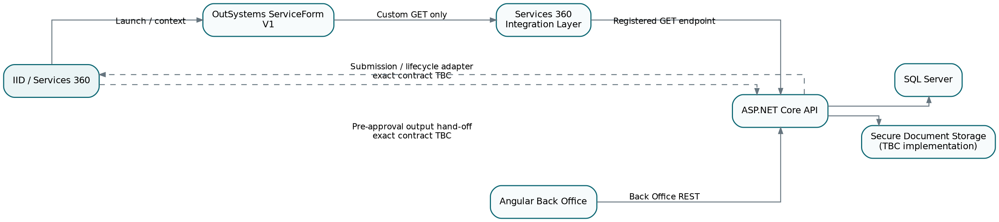 OutSystems ServiceForm
V1
Custom GET only
Services 360
Integration Layer
Launch / context
Registered GET endpoint
Submission / lifecycle adapter
exact contract TBC
IID / Services 360
SQL Server
ASP.NET Core API
Pre-approval output hand-off
exact contract TBC
Secure Document Storage
(TBC implementation)
Angular Back Office
Back Office REST